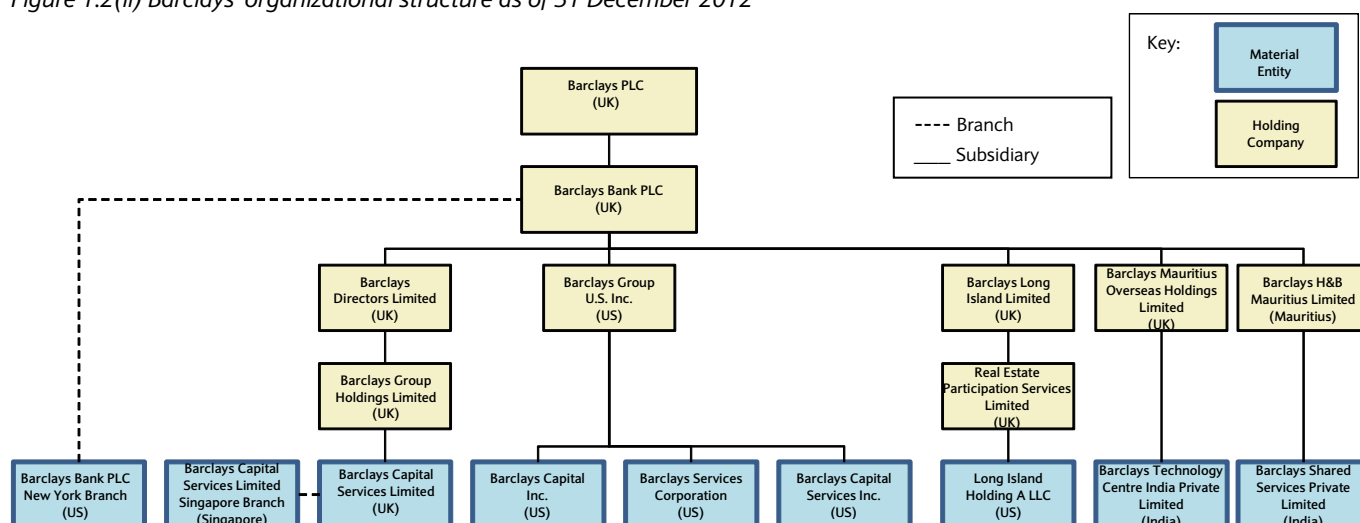 Figure 1.2(ii) Barclays' organizational structure as of 31 December 2012
Key:
Material
Entity
Holding
Company
---- Branch
____ Subsidiary
Barclays PLC
(UK)
Barclays Bank PLC
(UK)
Barclays
Directors Limited
(UK)
Barclays Group
U.S. Inc.
(US)
Barclays Long
Island Limited
(UK)
Barclays Mauritius
Overseas Holdings
Limited
(UK)
Barclays H&B
Mauritius Limited
(Mauritius)
Barclays Group
Holdings Limited
(UK)
Real Estate
Participation Services
Limited
(UK)
Barclays Bank PLC
New York Branch
(US)
Barclays Capital
Services Limited
Singapore Branch
(Singapore)
Barclays Capital
Services Limited
(UK)
Barclays Capital
Inc.
(US)
Barclays Services
Corporation
(US)
Barclays Capital
Services Inc.
(US)
Long Island
Holding A LLC
(US)
Barclays Technology
Centre India Private
Limited
(India)
Barclays Shared
Services Private
Limited
(India)